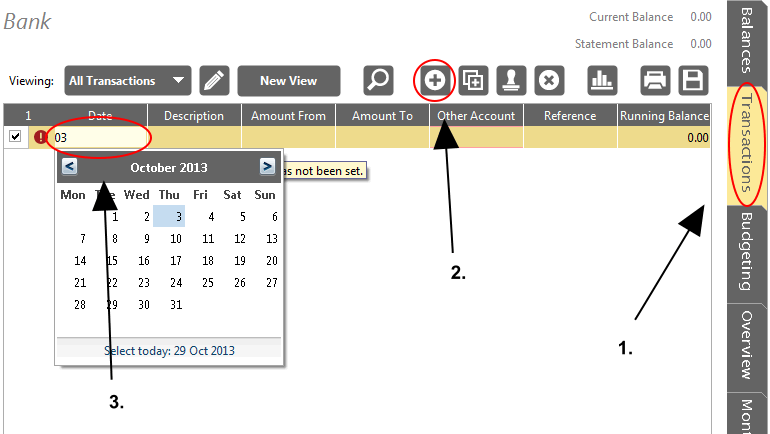 Bank
Current Balance 0.00
Statement Balance 0.00
Viewing: All Transactions New View
1 Date Description Amount From Amount To Other Account Reference Running Balance
03 0.00
October 2013
as not been set.
Mon Tue Wed Thu Fri Sat Sun
1 2 3 4 5 6
7 8 9 10 11 12 13
14 15 16 17 18 19 20
21 22 23 24 25 26 27
28 29 30 31
Select today: 29 Oct 2013
1.
2.
3.
Balances
Transactions
Budgeting
Overview
Mont